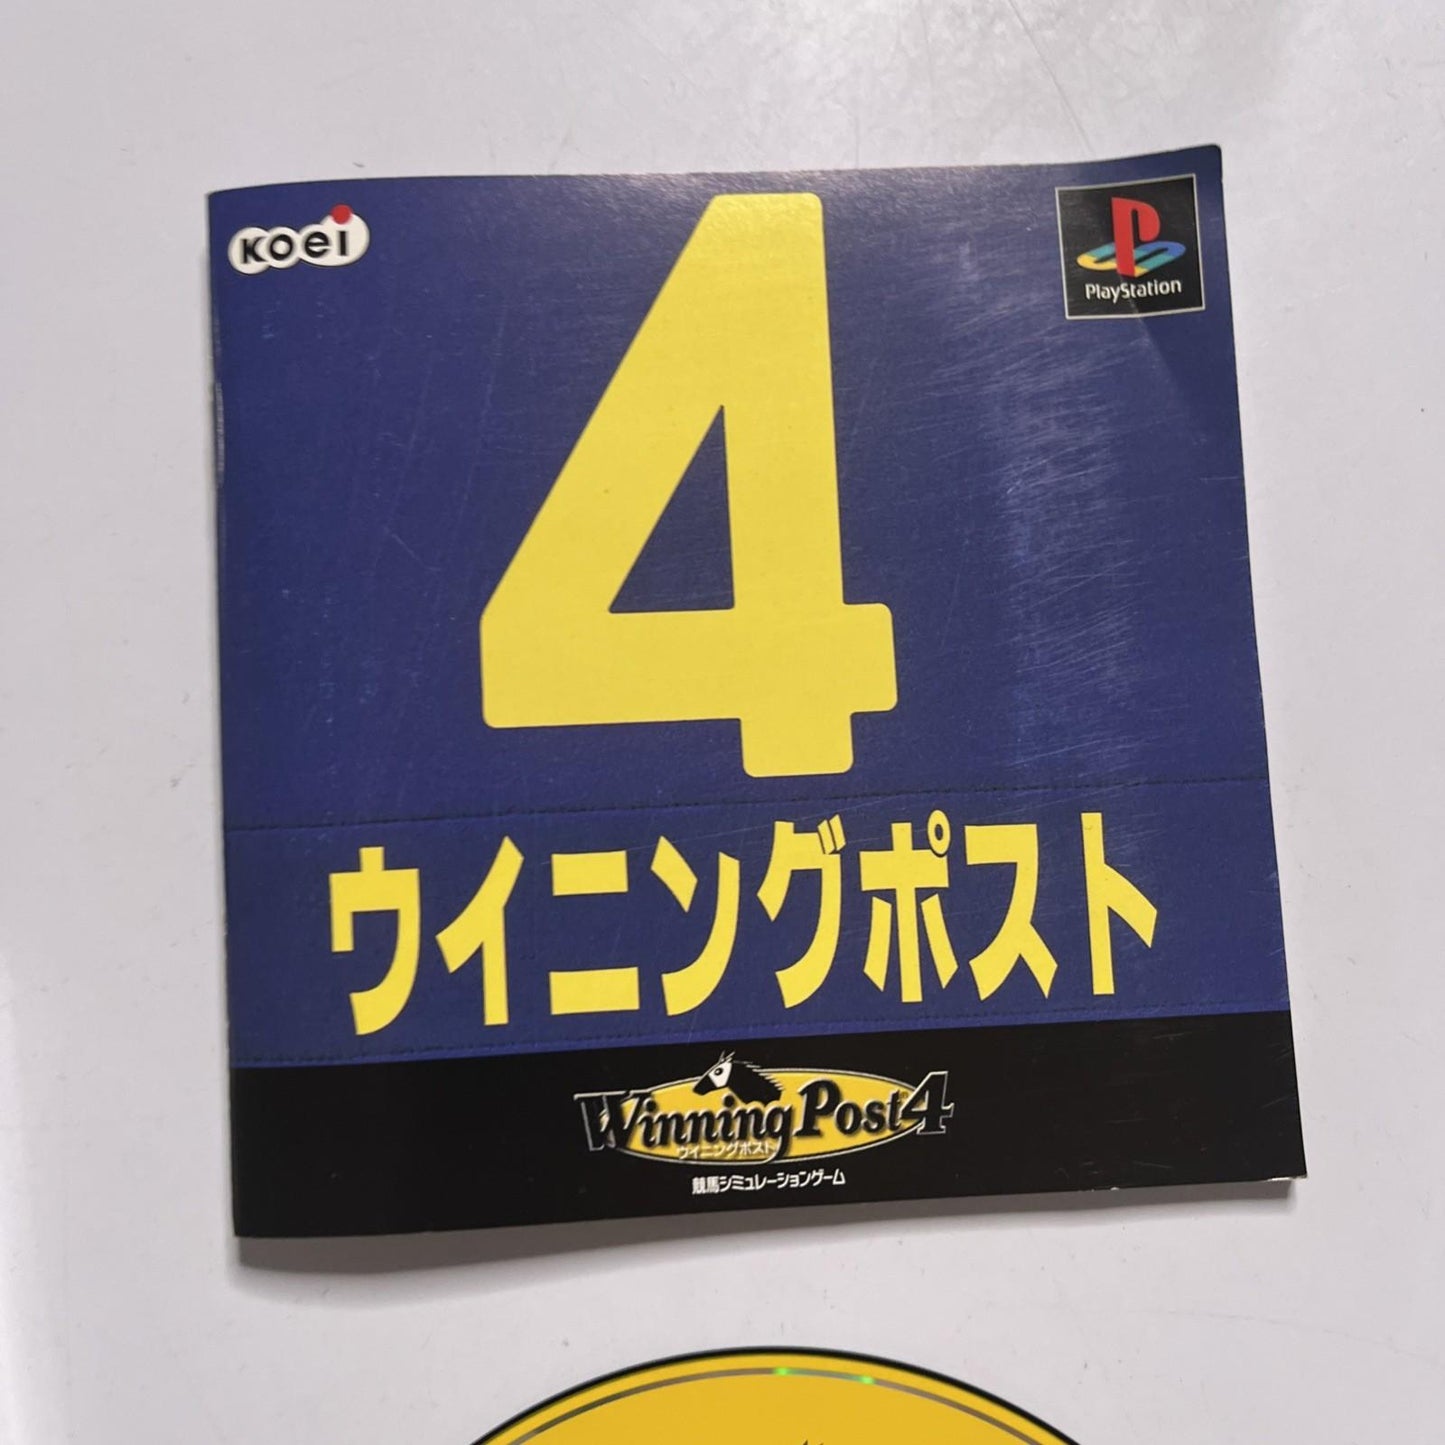 KOEI
4
PlayStation
ウイニングポスト
Winning Post 4
ウイニングポスト
競馬シミュレーションゲーム